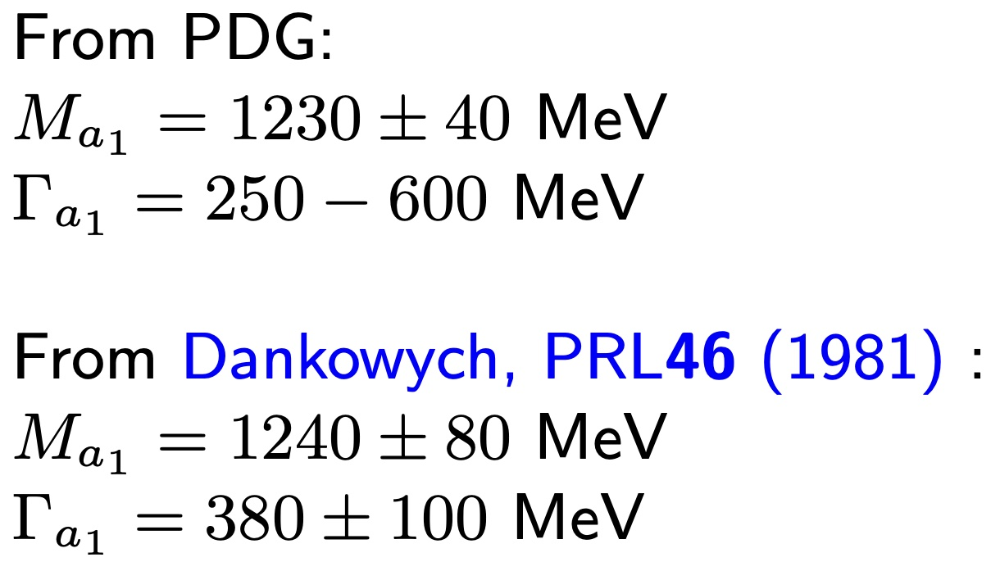 From PDG:
M_{a_1} = 1230 ± 40 MeV
Γ_{a_1} = 250 − 600 MeV
From Dankowych, PRL46 (1981) :
M_{a_1} = 1240 ± 80 MeV
Γ_{a_1} = 380 ± 100 MeV